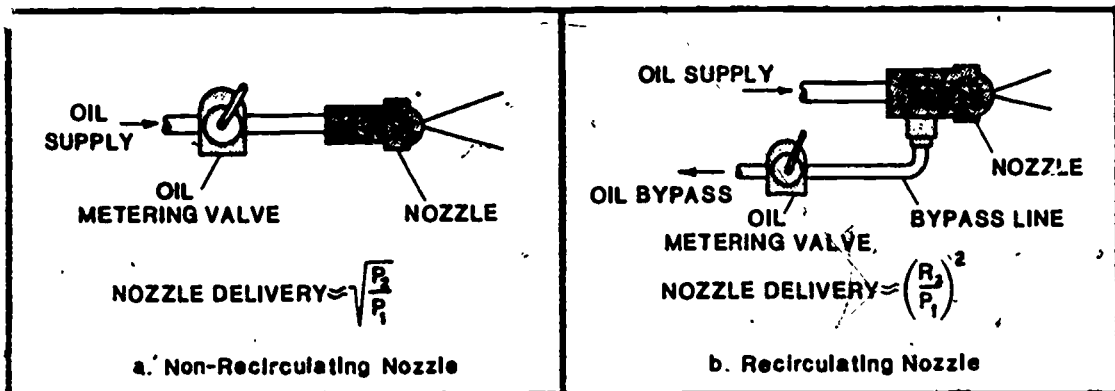 OIL
SUPPLY
OIL
METERING VALVE
NOZZLE
NOZZLE DELIVERY≈√(P₂/P₁)
a. Non-Recirculating Nozzle
OIL SUPPLY
NOZZLE
OIL BYPASS
OIL
METERING VALVE
BYPASS LINE
NOZZLE DELIVERY≈(R₂/P₁)²
b. Recirculating Nozzle